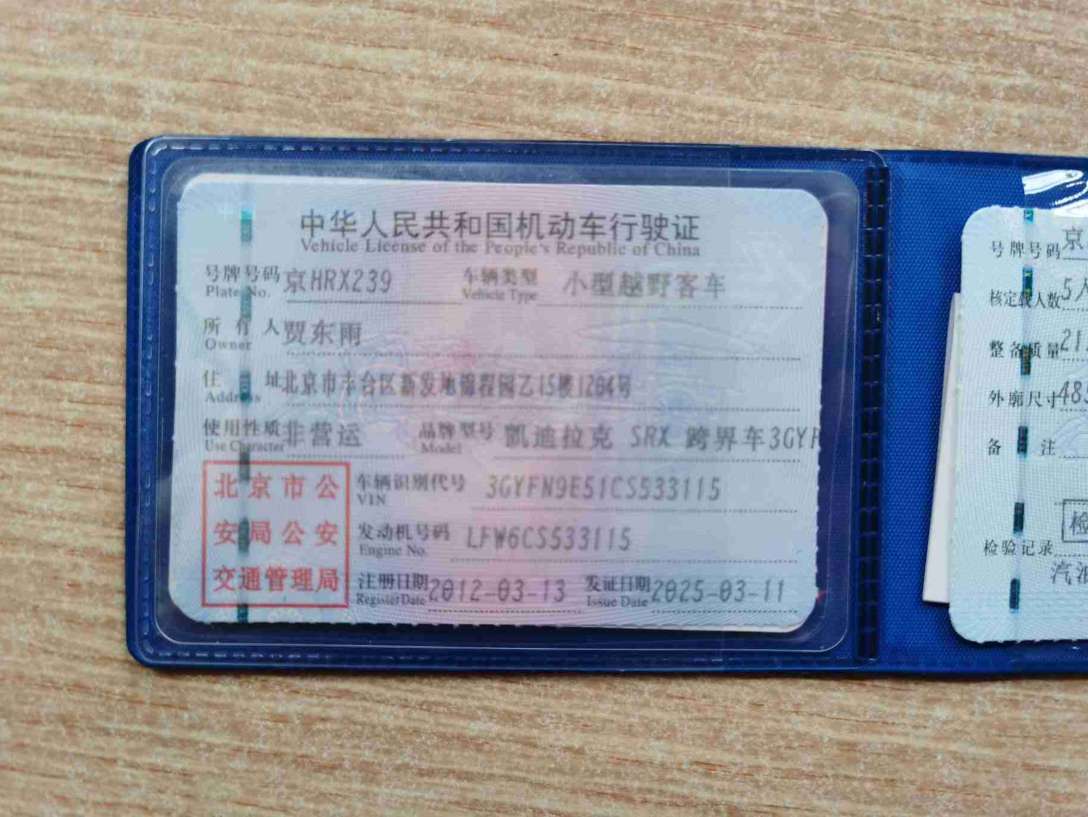 中华人民共和国机动车行驶证
Vehicle License of the People's Republic of China
号牌号码 京HRX239 车辆类型 小型越野客车
Plate No. Vehicle Type
所有人 贾东雨
Owner
住址 北京市丰台区新发地锦程园乙15楼1204号
Address
使用性质 非营运 品牌型号 凯迪拉克 SRX 跨界车3GYF
Use Character Model
北京市公
安局公安
交通管理局
车辆识别代号 3GYFN9E51CS533115
VIN
发动机号码 LFW6CS533115
Engine No.
注册日期 2012-03-13 发证日期 2025-03-11
Register Date Issue Date
号牌号码 京
核定载人数 5人
整备质量 21
外廓尺寸 483
备注
检
检验记录
汽油